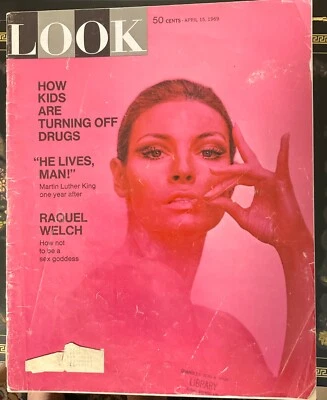 LOOK
50 CENTS · APRIL 15, 1969
HOW
KIDS
ARE
TURNING OFF
DRUGS
"HE LIVES,
MAN!"
Martin Luther King
one year after
RAQUEL
WELCH
How not
to be a
sex goddess
LIBRARY